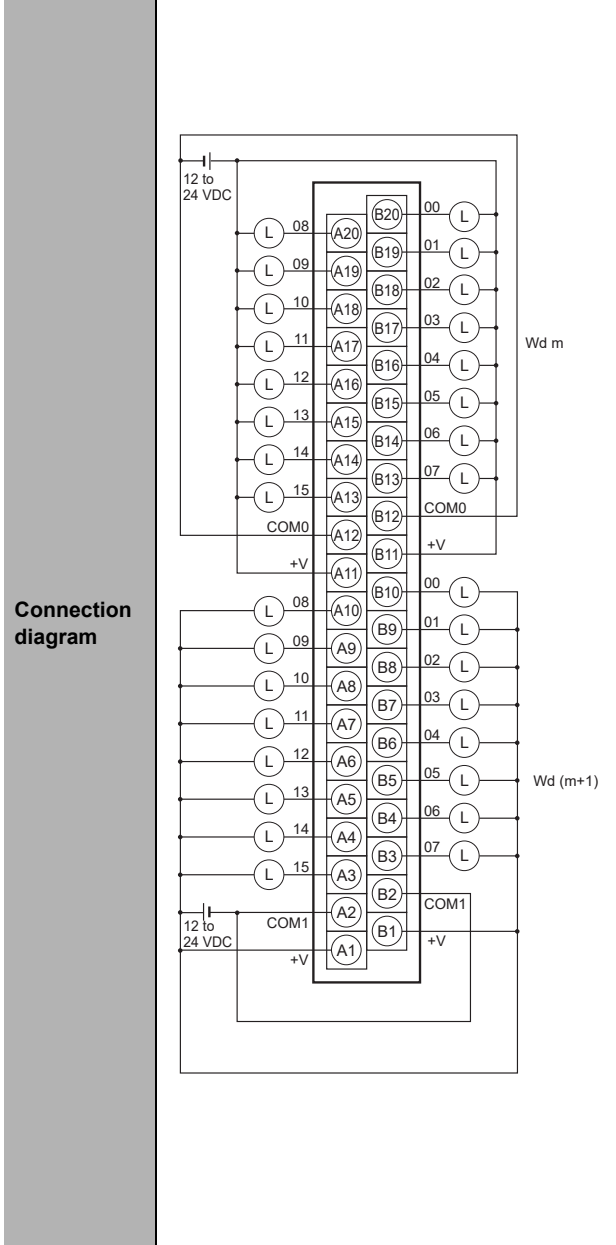 Connection
diagram
12 to
24 VDC
L 08 A20 B20 00 L
L 09 A19 B19 01 L
L 10 A18 B18 02 L
L 11 A17 B17 03 L
Wd m
L 12 A16 B16 04 L
L 13 A15 B15 05 L
L 14 A14 B14 06 L
L 15 A13 B13 07 L
COM0 A12 B12 COM0
+V A11 B11 +V
L 08 A10 B10 00 L
L 09 A9 B9 01 L
L 10 A8 B8 02 L
L 11 A7 B7 03 L
L 12 A6 B6 04 L
L 13 A5 B5 05 L
Wd (m+1)
L 14 A4 B4 06 L
L 15 A3 B3 07 L
12 to
24 VDC
COM1 A2 B2 COM1
+V A1 B1 +V